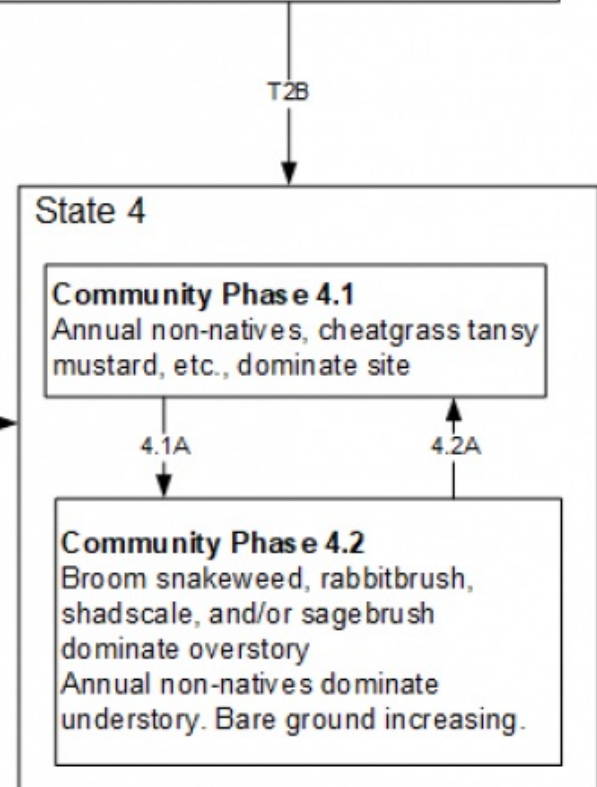 T2B
State 4
Community Phase 4.1
Annual non-natives, cheatgrass tansy
mustard, etc., dominate site
4.1A
4.2A
Community Phase 4.2
Broom snakeweed, rabbitbrush,
shadscale, and/or sagebrush
dominate overstory
Annual non-natives dominate
understory. Bare ground increasing.